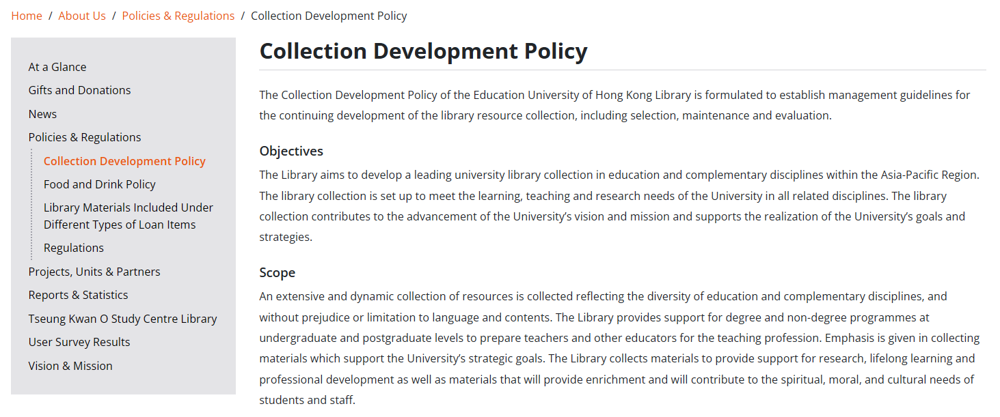 Home / About Us / Policies & Regulations / Collection Development Policy
At a Glance
Gifts and Donations
News
Policies & Regulations
Collection Development Policy
Food and Drink Policy
Library Materials Included Under
Different Types of Loan Items
Regulations
Projects, Units & Partners
Reports & Statistics
Tseung Kwan O Study Centre Library
User Survey Results
Vision & Mission
Collection Development Policy
The Collection Development Policy of the Education University of Hong Kong Library is formulated to establish management guidelines for
the continuing development of the library resource collection, including selection, maintenance and evaluation.
Objectives
The Library aims to develop a leading university library collection in education and complementary disciplines within the Asia-Pacific Region.
The library collection is set up to meet the learning, teaching and research needs of the University in all related disciplines. The library
collection contributes to the advancement of the University’s vision and mission and supports the realization of the University’s goals and
strategies.
Scope
An extensive and dynamic collection of resources is collected reflecting the diversity of education and complementary disciplines, and
without prejudice or limitation to language and contents. The Library provides support for degree and non-degree programmes at
undergraduate and postgraduate levels to prepare teachers and other educators for the teaching profession. Emphasis is given in collecting
materials which support the University’s strategic goals. The Library collects materials to provide support for research, lifelong learning and
professional development as well as materials that will provide enrichment and will contribute to the spiritual, moral, and cultural needs of
students and staff.